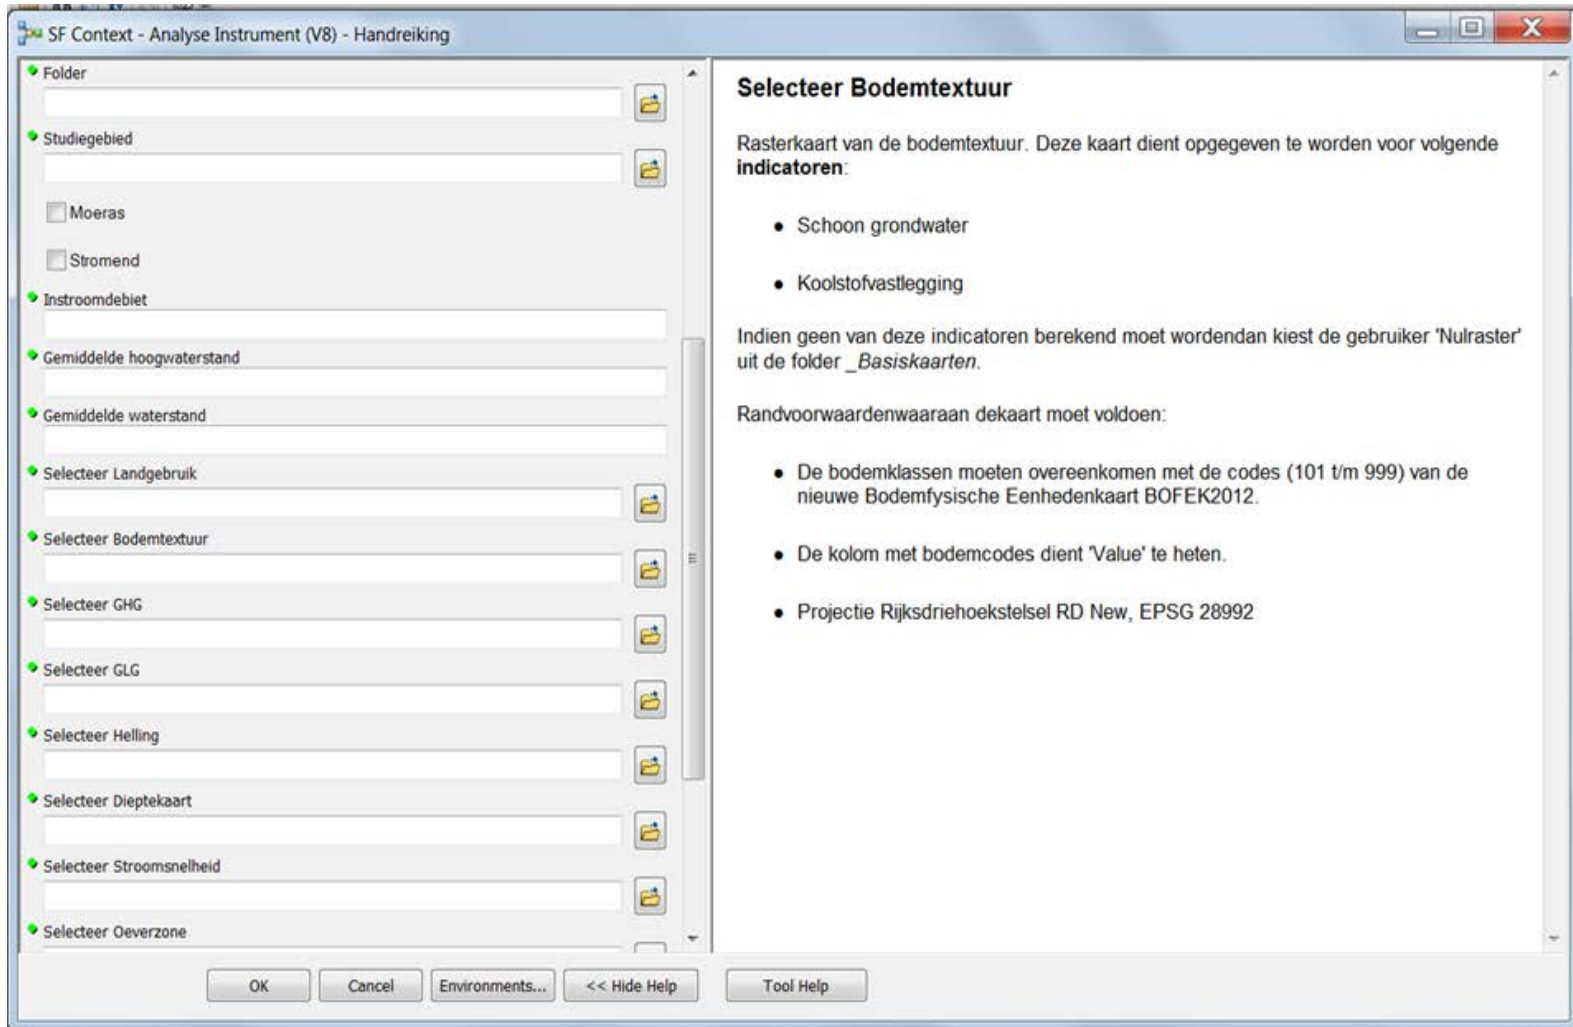 SF Context - Analyse Instrument (V8) - Handreiking
Folder
Studiegebied
Moeras
Stromend
Instroomdebiet
Gemiddelde hoogwaterstand
Gemiddelde waterstand
Selecteer Landgebruik
Selecteer Bodemtextuur
Selecteer GHG
Selecteer GLG
Selecteer Helling
Selecteer Dieptekaart
Selecteer Stroomsnelheid
Selecteer Oeverzone
Selecteer Bodemtextuur
Rasterkaart van de bodemtextuur. Deze kaart dient opgegeven te worden voor volgende
indicatoren:
● Schoon grondwater
● Koolstofvastlegging
Indien geen van deze indicatoren berekend moet wordendan kiest de gebruiker 'Nulraster'
uit de folder _Basiskaarten.
Randvoorwaardenwaaraan dekaart moet voldoen:
● De bodemklassen moeten overeenkomen met de codes (101 t/m 999) van de
nieuwe Bodemfysische Eenhedenkaart BOFEK2012.
● De kolom met bodemcodes dient 'Value' te heten.
● Projectie Rijksdriehoekstelsel RD New, EPSG 28992
OK Cancel Environments... << Hide Help Tool Help